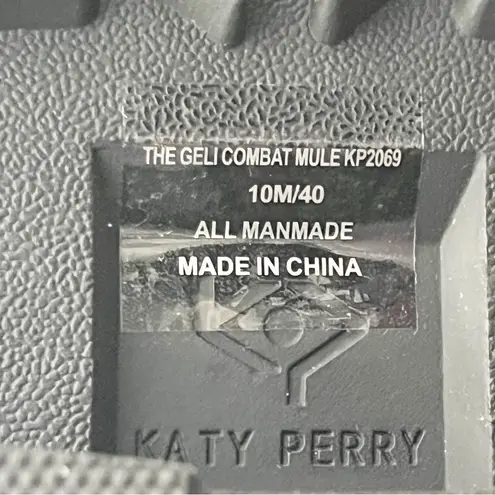 THE GELI COMBAT MULE KP2069
10M/40
ALL MANMADE
MADE IN CHINA
KATY PERRY